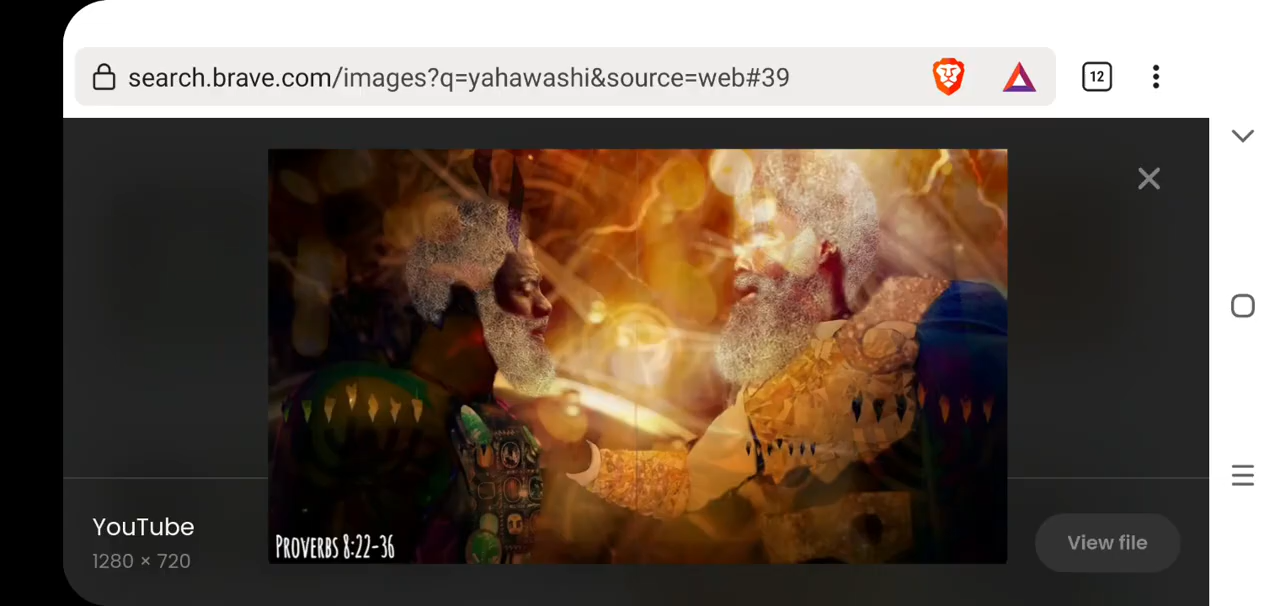 search.brave.com/images?q=yahawashi&source=web#39
12
PROVERBS 8:22-36
YouTube
1280 × 720
View file